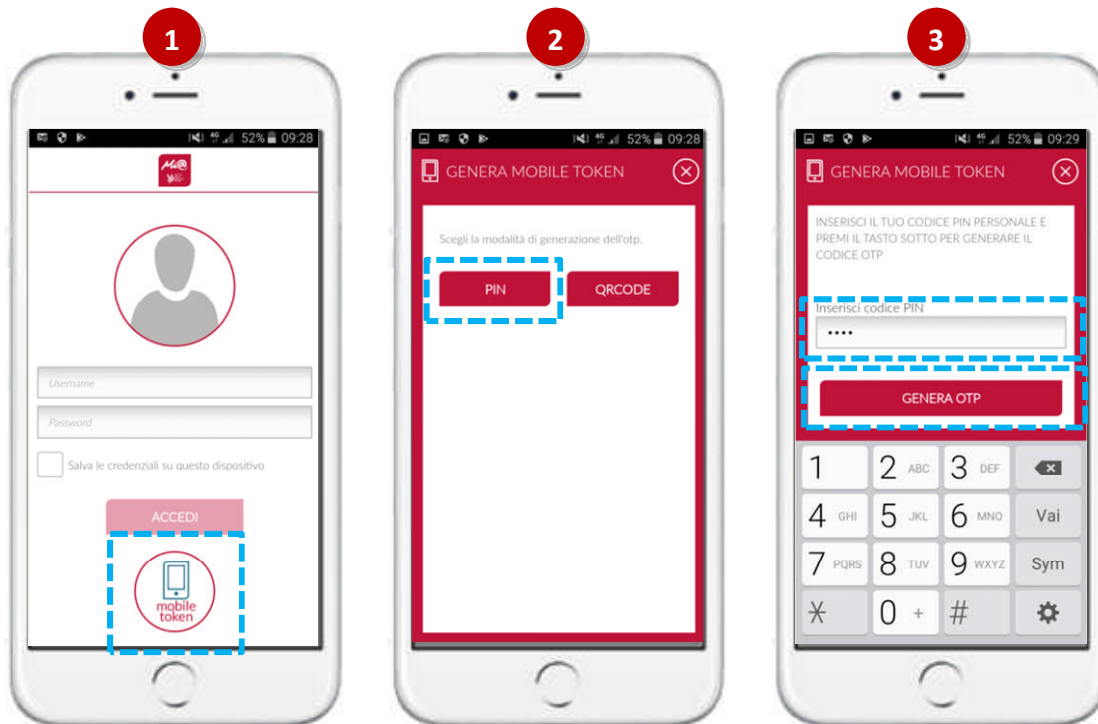 1
52% 09:28
Mi@
Username
Password
Salva le credenziali su questo dispositivo
ACCEDI
mobile
token
2
4G 52% 09:28
GENERA MOBILE TOKEN
Scegli la modalità di generazione dell'otp.
PIN
QRCODE
3
4G 52% 09:29
GENERA MOBILE TOKEN
INSERISCI IL TUO CODICE PIN PERSONALE E
PREMI IL TASTO SOTTO PER GENERARE IL
CODICE OTP
Inserisci codice PIN
••••
GENERA OTP
1 2 ABC 3 DEF
4 GHI 5 JKL 6 MNO Vai
7 PQRS 8 TUV 9 WXYZ Sym
* 0 + #